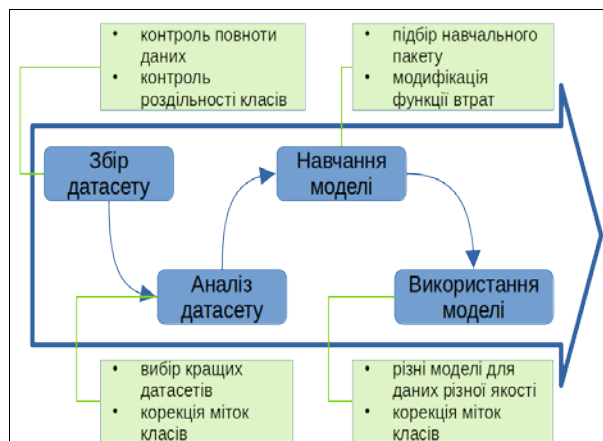 • контроль повноти
даних
• контроль
роздільності класів
• підбір навчального
пакету
• модифікація
функції втрат
Збір
датасету
Навчання
моделі
Аналіз
датасету
Використання
моделі
• вибір кращих
датасетів
• корекція міток
класів
• різні моделі для
даних різної якості
• корекція міток
класів